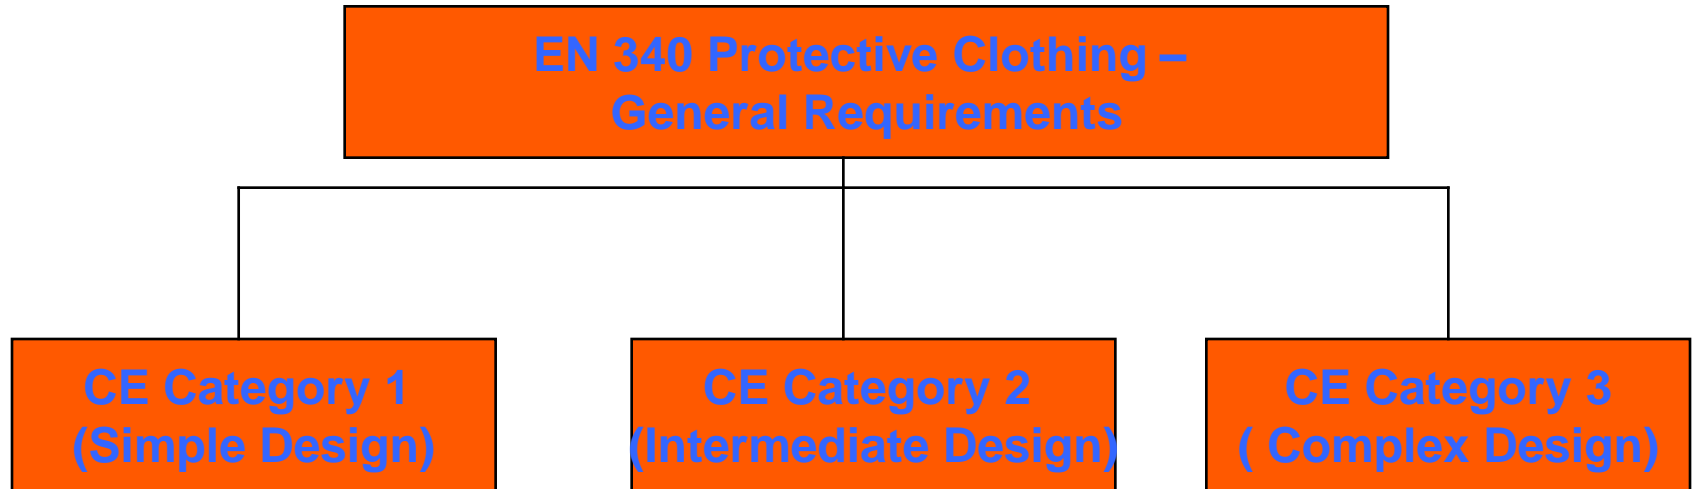 EN 340 Protective Clothing –
General Requirements
CE Category 1
(Simple Design)
CE Category 2
(Intermediate Design)
CE Category 3
( Complex Design)